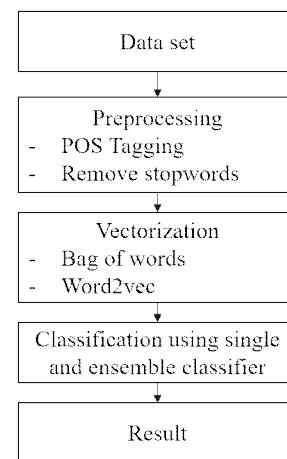 Data set
Preprocessing
- POS Tagging
- Remove stopwords
Vectorization
- Bag of words
- Word2vec
Classification using single
and ensemble classifier
Result